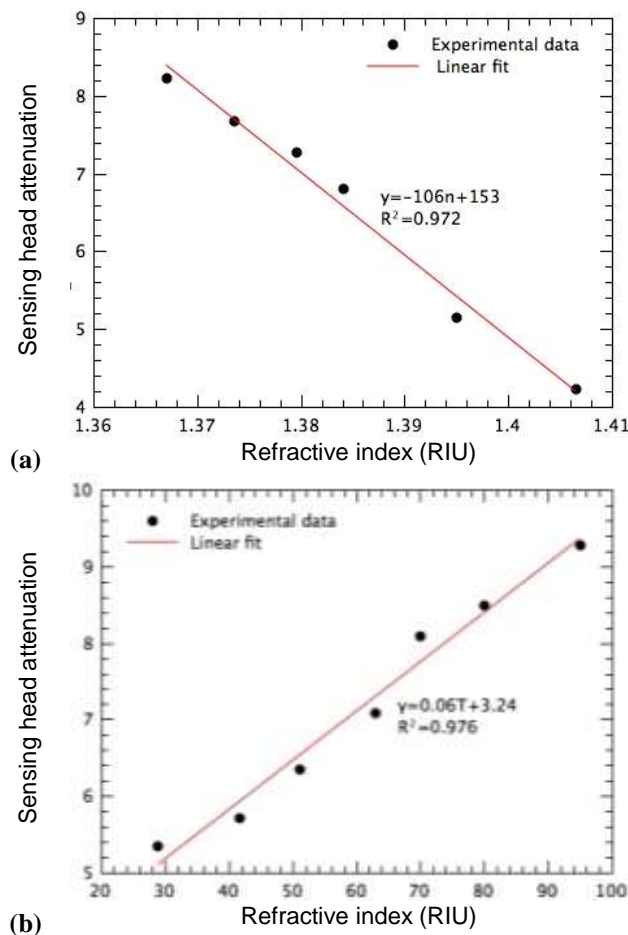 9
8
7
6
5
4
Sensing head attenuation
Experimental data
Linear fit
y=-106n+153
R²=0.972
1.36 1.37 1.38 1.39 1.4 1.41
(a)
Refractive index (RIU)
10
9
8
7
6
5
Sensing head attenuation
Experimental data
Linear fit
y=0.06T+3.24
R²=0.976
20 30 40 50 60 70 80 90 100
(b)
Refractive index (RIU)